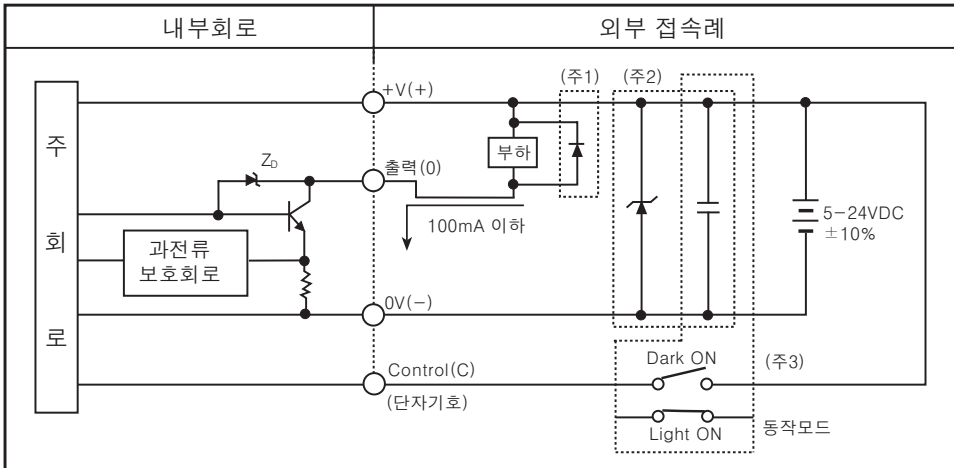 내부회로
외부 접속례
주
회
로
+V(+)
(주1)
(주2)
Z_D
출력(0)
부하
100mA 이하
5-24VDC
±10%
과전류
보호회로
0V(-)
Dark ON
(주3)
Control(C)
(단자기호)
Light ON
동작모드